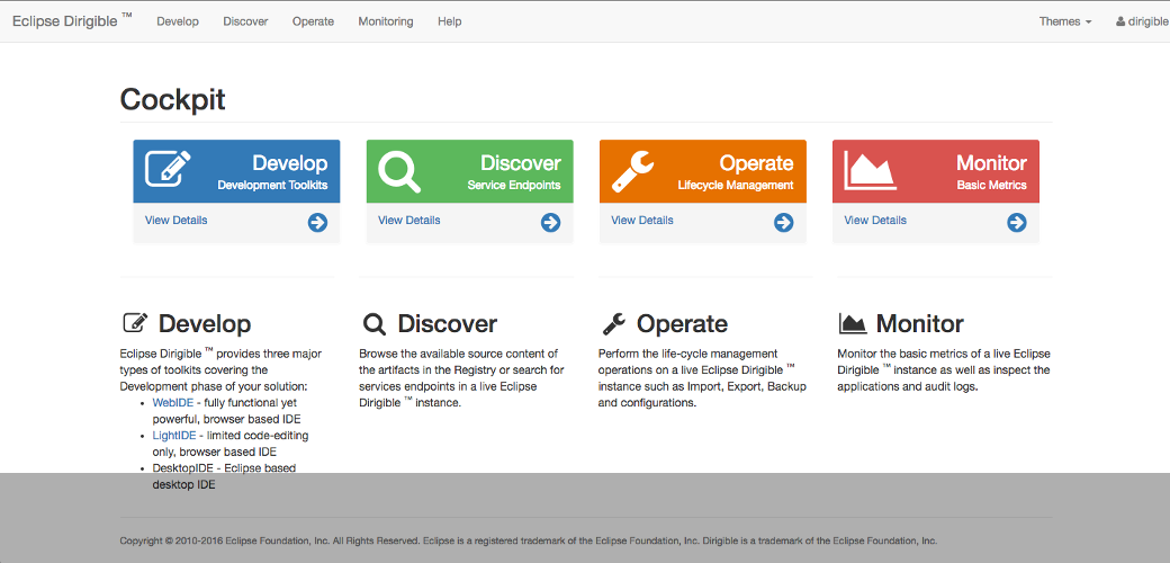 Eclipse Dirigible ™ Develop Discover Operate Monitoring Help Themes dirigible
Cockpit
Develop
Development Toolkits
View Details
Discover
Service Endpoints
View Details
Operate
Lifecycle Management
View Details
Monitor
Basic Metrics
View Details
Develop
Eclipse Dirigible ™ provides three major
types of toolkits covering the
Development phase of your solution:
• WebIDE - fully functional yet
powerful, browser based IDE
• LightIDE - limited code-editing
only, browser based IDE
• DesktopIDE - Eclipse based
desktop IDE
Discover
Browse the available source content of
the artifacts in the Registry or search for
services endpoints in a live Eclipse
Dirigible ™ instance.
Operate
Perform the life-cycle management
operations on a live Eclipse Dirigible ™
instance such as Import, Export, Backup
and configurations.
Monitor
Monitor the basic metrics of a live Eclipse
Dirigible ™ instance as well as inspect the
applications and audit logs.
Copyright © 2010-2016 Eclipse Foundation, Inc. All Rights Reserved. Eclipse is a registered trademark of the Eclipse Foundation, Inc. Dirigible is a trademark of the Eclipse Foundation, Inc.